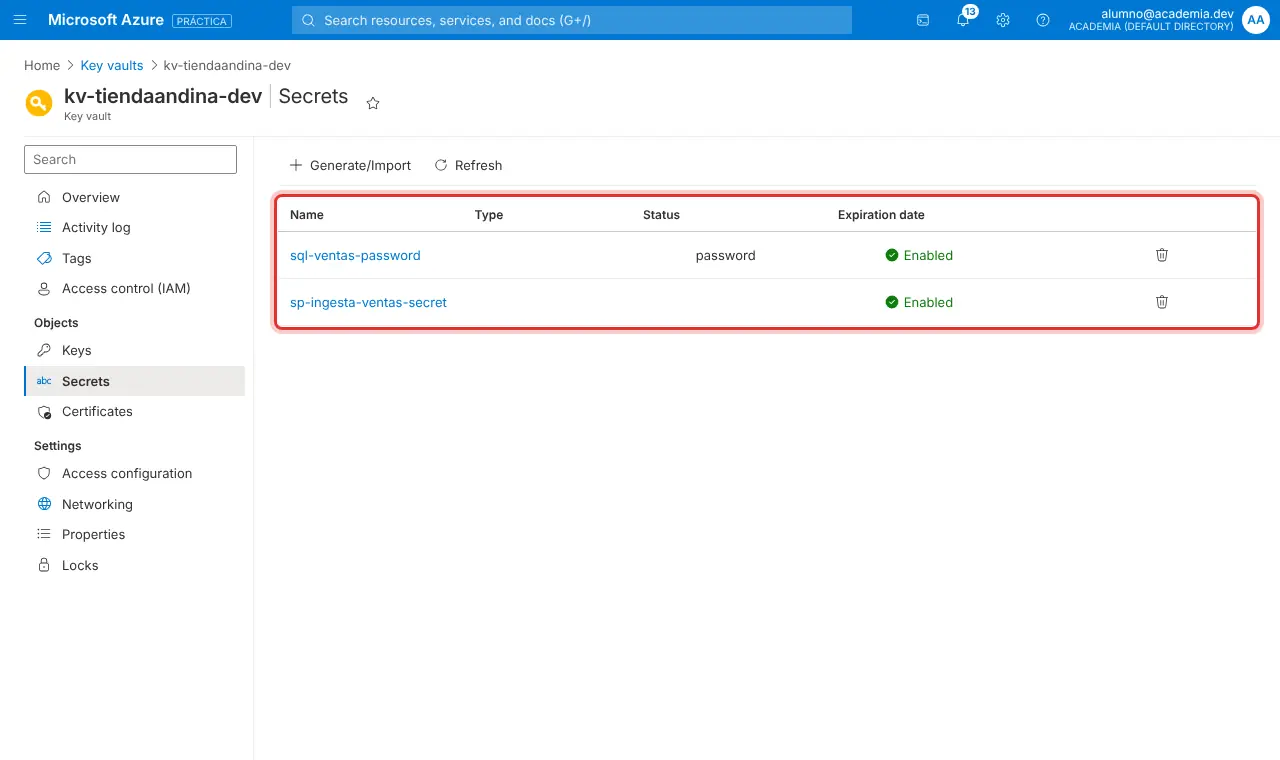 Microsoft Azure PRÁCTICA
Search resources, services, and docs (G+/)
13
alumno@academia.dev
ACADEMIA (DEFAULT DIRECTORY)
AA
Home > Key vaults > kv-tiendaandina-dev
kv-tiendaandina-dev | Secrets
Key vault
Search
Overview
Activity log
Tags
Access control (IAM)
Objects
Keys
abc Secrets
Certificates
Settings
Access configuration
Networking
Properties
Locks
Generate/Import Refresh
Name Type Status Expiration date
sql-ventas-password password Enabled
sp-ingesta-ventas-secret Enabled